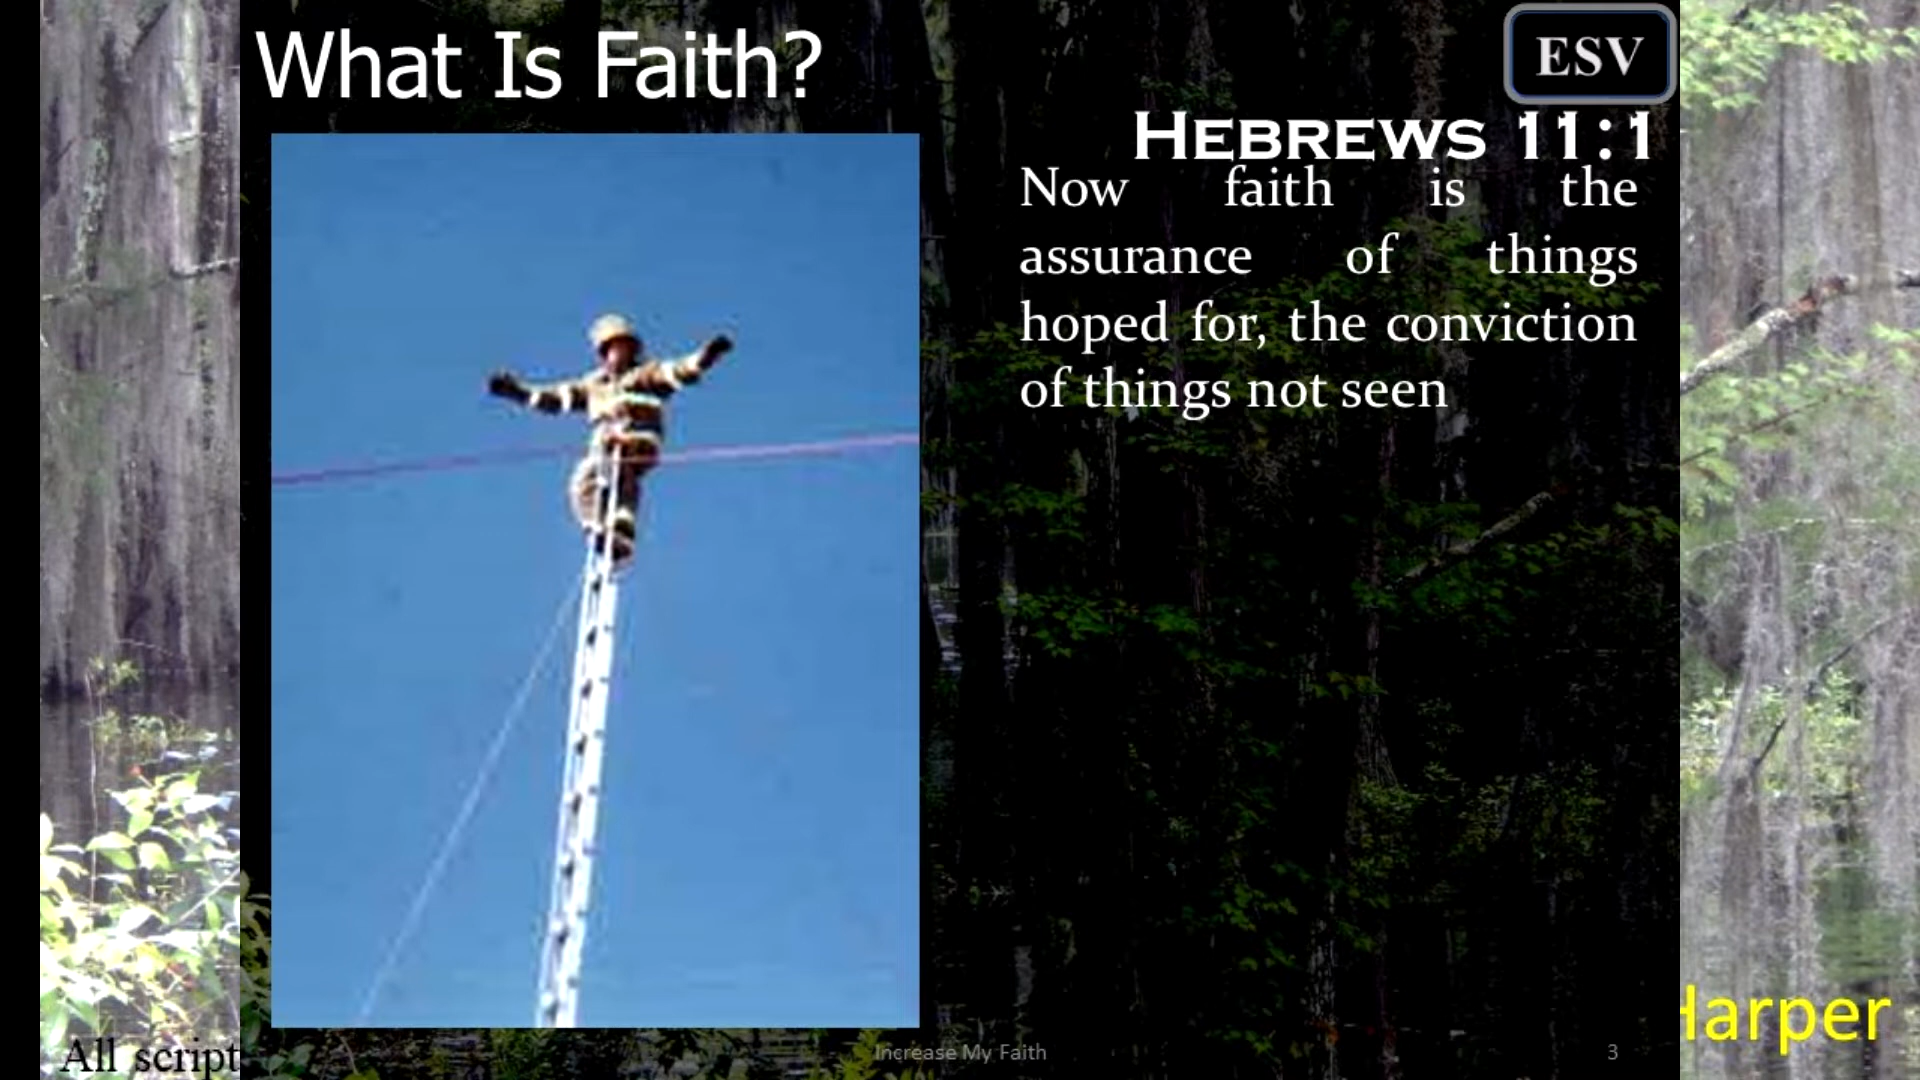 What Is Faith?
ESV
HEBREWS 11:1
Now faith is the
assurance of things
hoped for, the conviction
of things not seen
Harper
All script
Increase My Faith
3